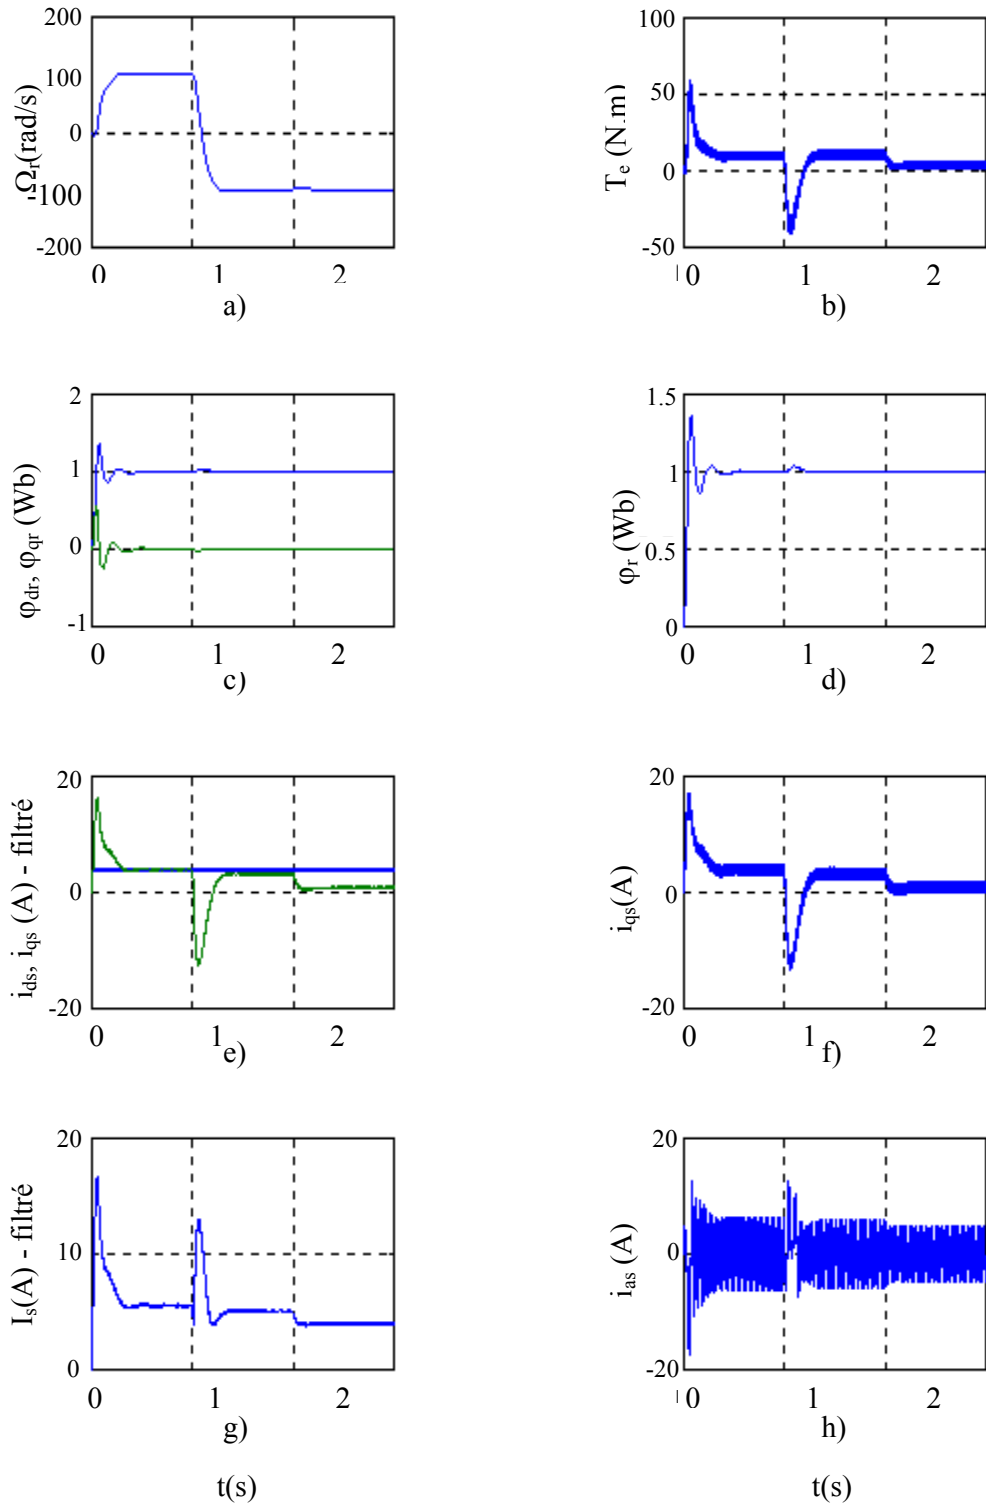 200
100
0
-100
-200
Ωr(rad/s)
0 1 2
a)
100
50
0
-50
Te (N.m)
0 1 2
b)
2
1
0
-1
φdr, φqr (Wb)
0 1 2
c)
1.5
1
0.5
0
φr (Wb)
0 1 2
d)
20
0
-20
ids, iqs (A) - filtré
0 1 2
e)
20
0
-20
iqs(A)
0 1 2
f)
20
10
0
Is(A) - filtré
0 1 2
g)
20
0
-20
ias (A)
0 1 2
h)
t(s)
t(s)